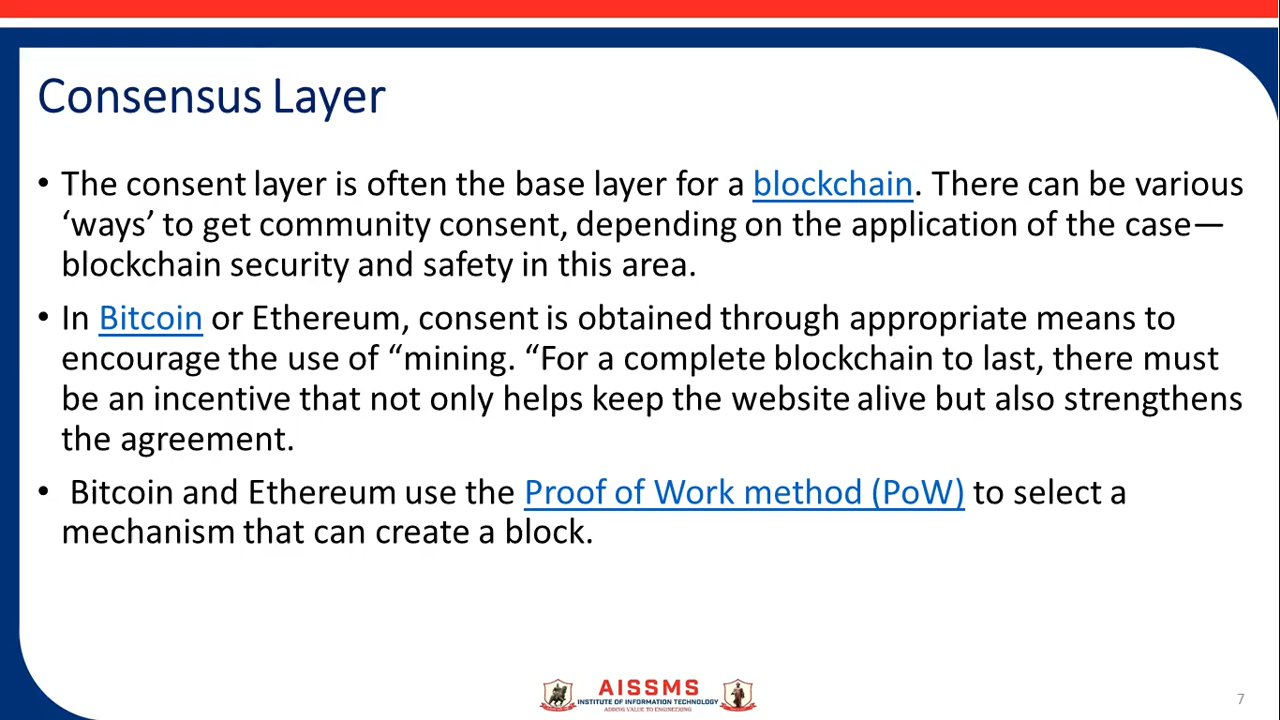 Consensus Layer
• The consent layer is often the base layer for a blockchain. There can be various
‘ways’ to get community consent, depending on the application of the case—
blockchain security and safety in this area.
• In Bitcoin or Ethereum, consent is obtained through appropriate means to
encourage the use of “mining. “For a complete blockchain to last, there must
be an incentive that not only helps keep the website alive but also strengthens
the agreement.
• Bitcoin and Ethereum use the Proof of Work method (PoW) to select a
mechanism that can create a block.
AISSMS
INSTITUTE OF INFORMATION TECHNOLOGY
ADDING VALUE TO ENGINEERING
7